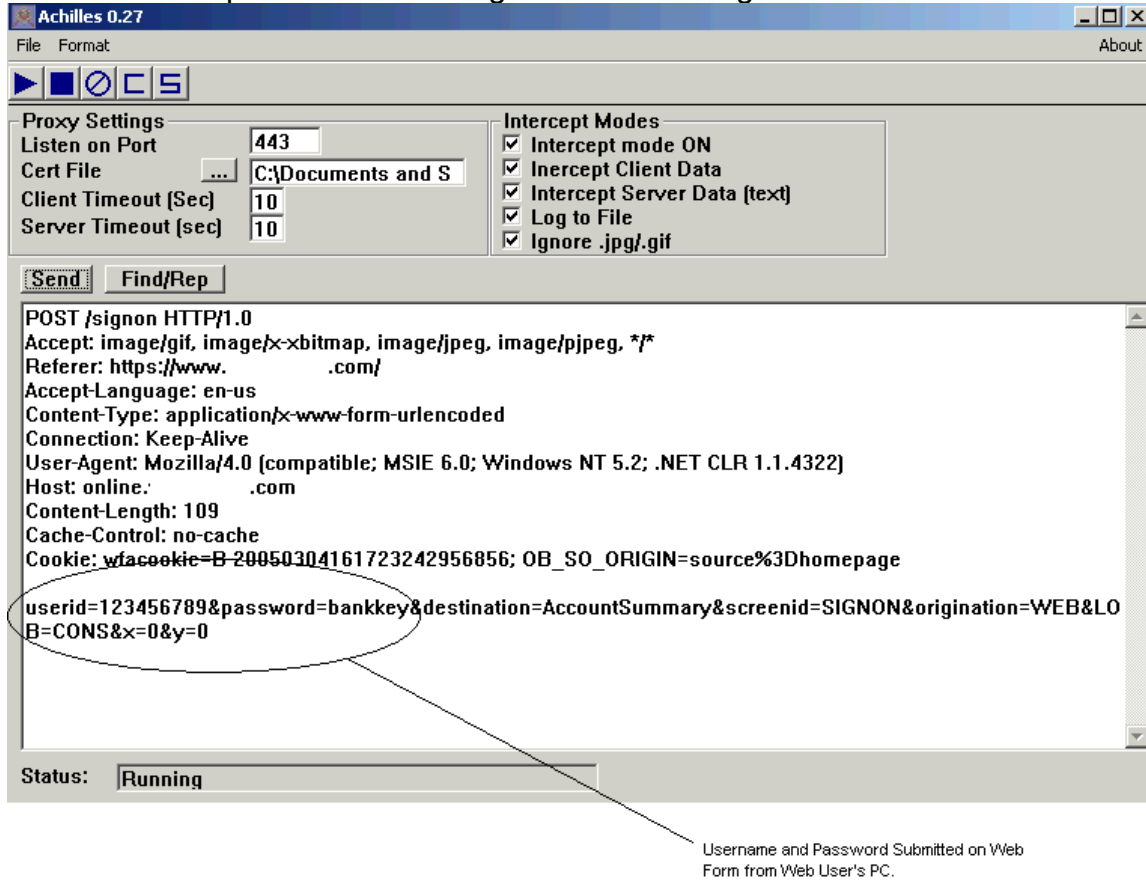 Achilles 0.27
File Format About
Proxy Settings
Listen on Port 443
Cert File ... C:\Documents and S
Client Timeout (Sec) 10
Server Timeout (sec) 10
Intercept Modes
Intercept mode ON
Inercept Client Data
Intercept Server Data (text)
Log to File
Ignore .jpg/.gif
Send Find/Rep
POST /signon HTTP/1.0
Accept: image/gif, image/x-xbitmap, image/jpeg, image/pjpeg, */*
Referer: https://www. .com/
Accept-Language: en-us
Content-Type: application/x-www-form-urlencoded
Connection: Keep-Alive
User-Agent: Mozilla/4.0 (compatible; MSIE 6.0; Windows NT 5.2; .NET CLR 1.1.4322)
Host: online. .com
Content-Length: 109
Cache-Control: no-cache
Cookie: wfacookie=B-20050304161723242956856; OB_SO_ORIGIN=source%3Dhomepage
userid=123456789&password=bankkey&destination=AccountSummary&screenid=SIGNON&origination=WEB&LO
B=CONS&x=0&y=0
Status: Running
Username and Password Submitted on Web
Form from Web User's PC.